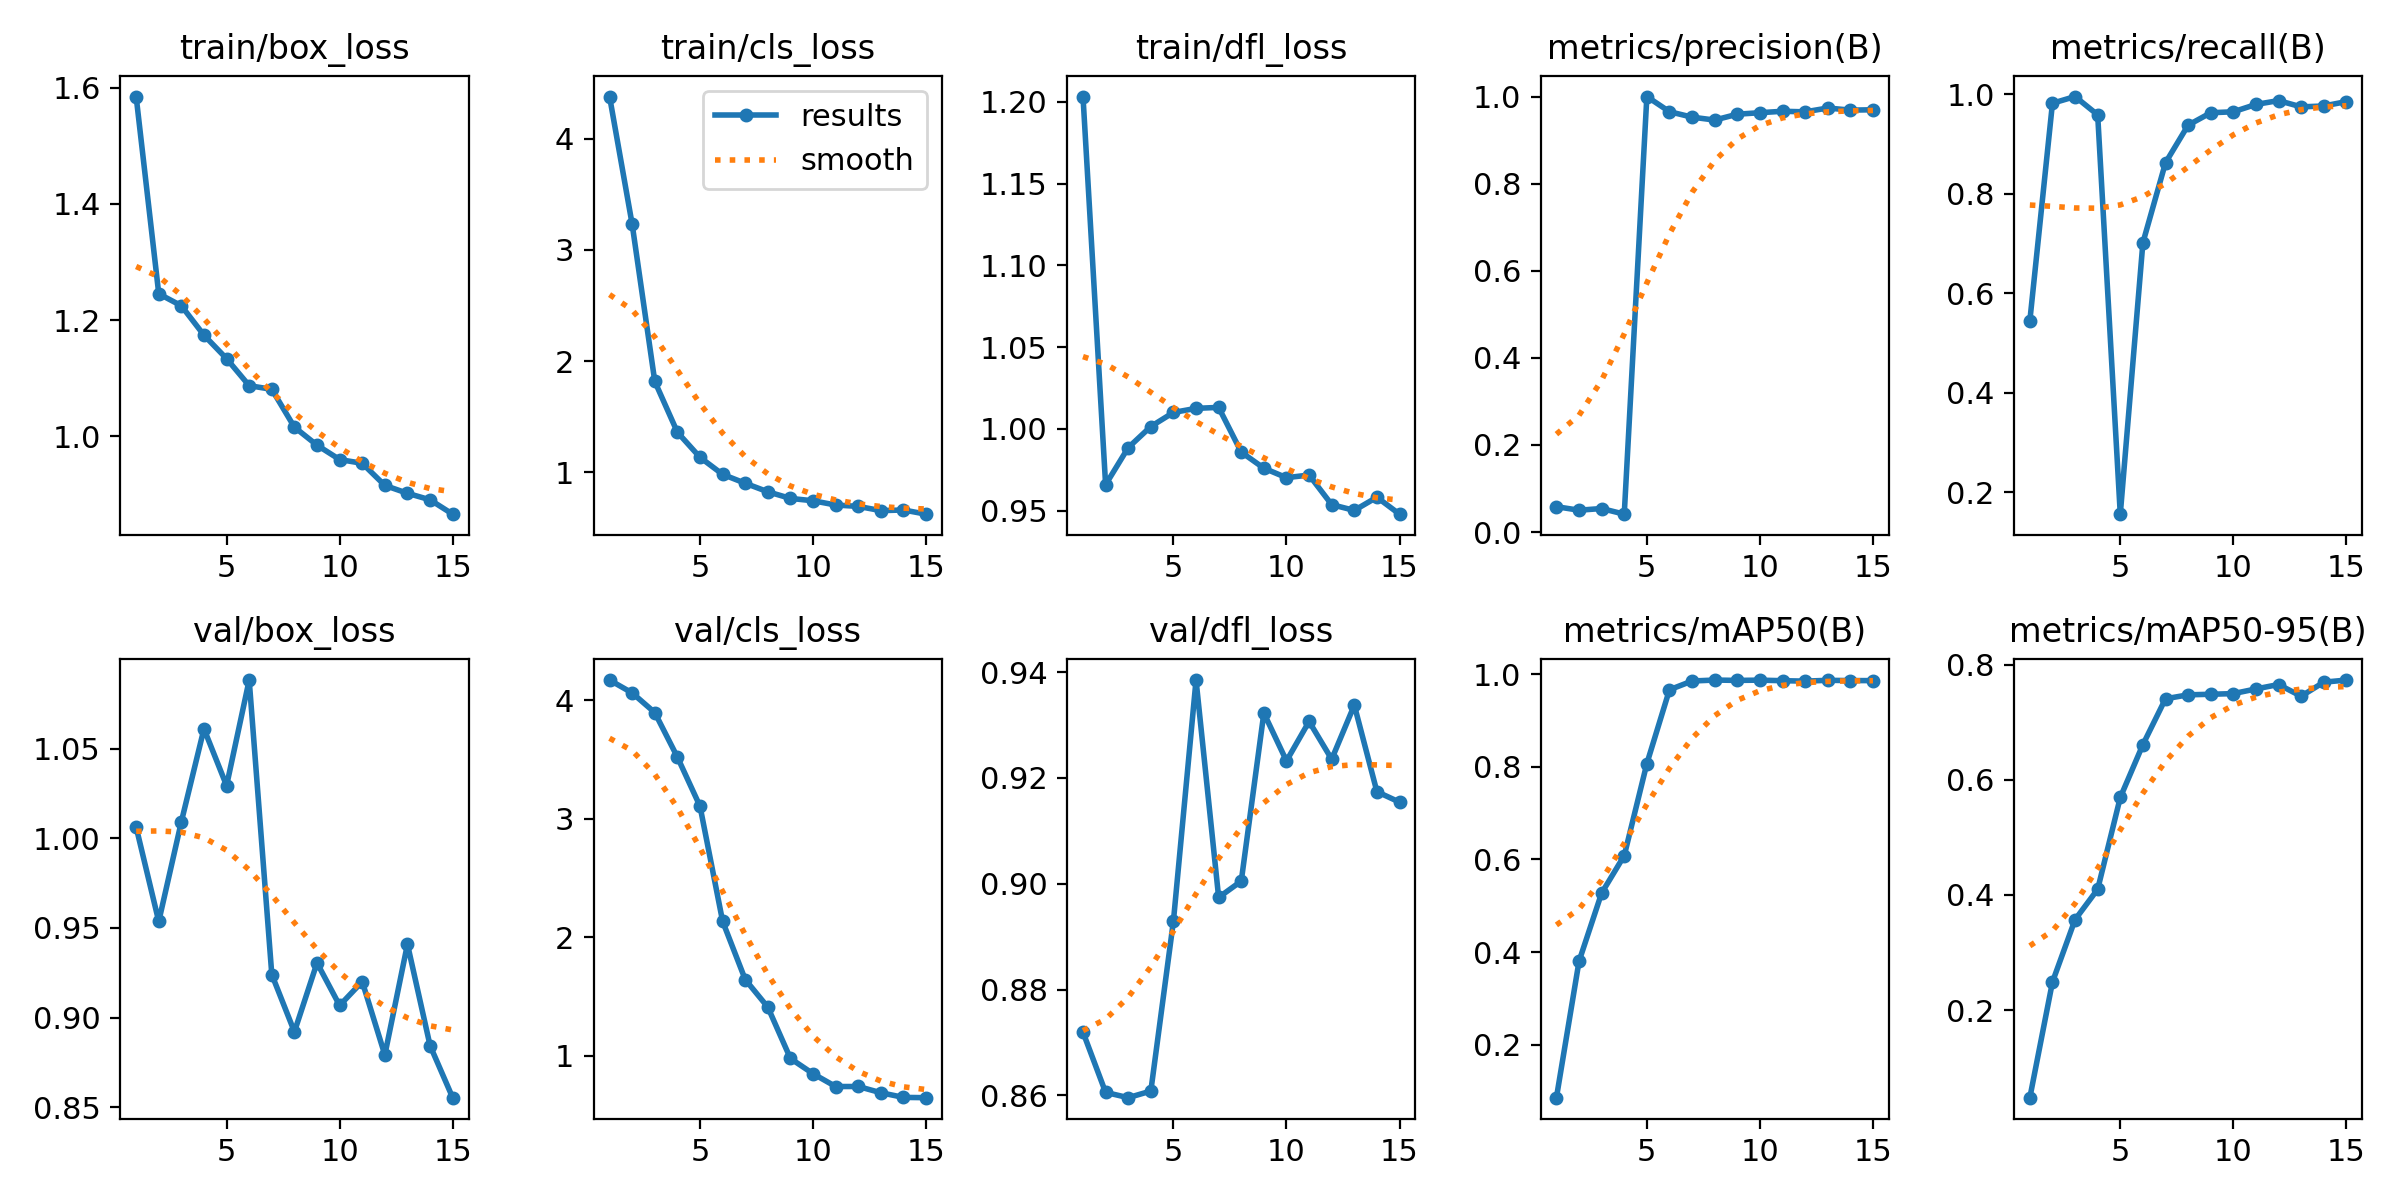 train/box_loss
1.6
1.4
1.2
1.0
5 10 15
train/cls_loss
results
smooth
4
3
2
1
5 10 15
train/dfl_loss
1.20
1.15
1.10
1.05
1.00
0.95
5 10 15
metrics/precision(B)
1.0
0.8
0.6
0.4
0.2
0.0
5 10 15
metrics/recall(B)
1.0
0.8
0.6
0.4
0.2
5 10 15
val/box_loss
1.05
1.00
0.95
0.90
0.85
5 10 15
val/cls_loss
4
3
2
1
5 10 15
val/dfl_loss
0.94
0.92
0.90
0.88
0.86
5 10 15
metrics/mAP50(B)
1.0
0.8
0.6
0.4
0.2
5 10 15
metrics/mAP50-95(B)
0.8
0.6
0.4
0.2
5 10 15